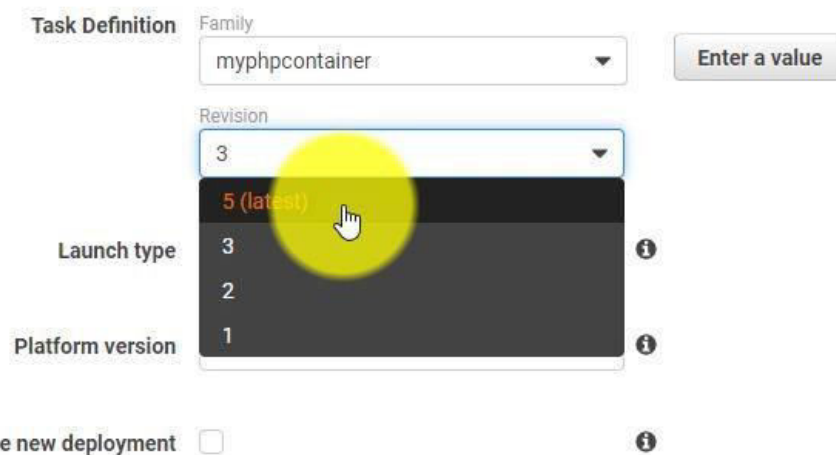 Task Definition Family
myphpcontainer Enter a value
Revision
3
5 (latest)
Launch type 3
2
Platform version 1
e new deployment